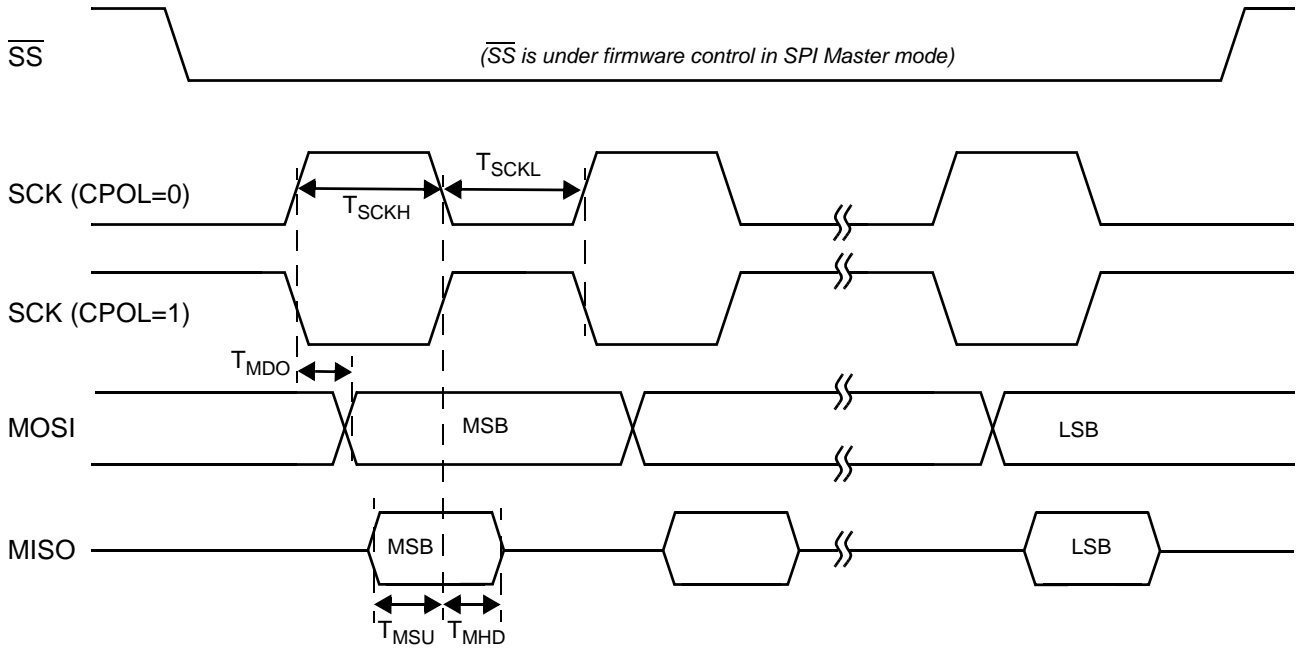 SS
(SS is under firmware control in SPI Master mode)
SCK (CPOL=0)
TSCKH
TSCKL
SCK (CPOL=1)
TMDO
MOSI
MSB
LSB
MISO
MSB
LSB
TMSU
TMHD